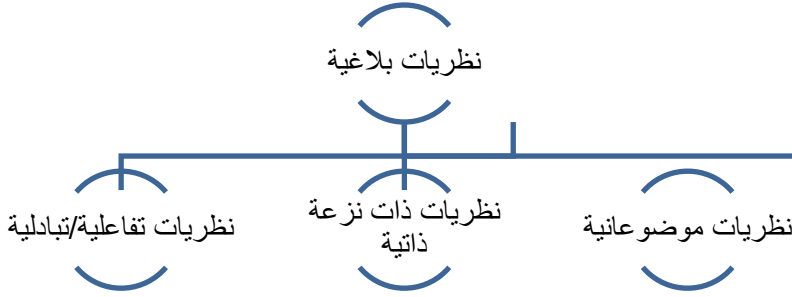 نظريات بلاغية
نظريات موضوعانية
نظريات ذات نزعة
ذاتية
نظريات تفاعلية/تبادلية